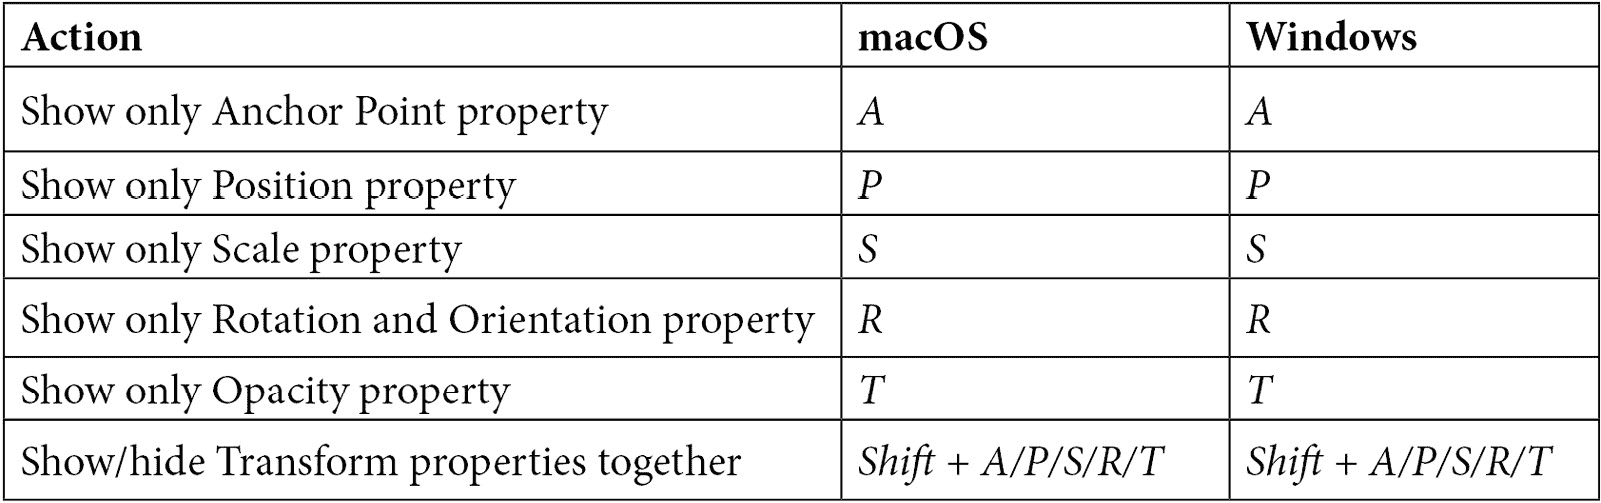 Action macOS Windows
Show only Anchor Point property A A
Show only Position property P P
Show only Scale property S S
Show only Rotation and Orientation property R R
Show only Opacity property T T
Show/hide Transform properties together Shift + A/P/S/R/T Shift + A/P/S/R/T